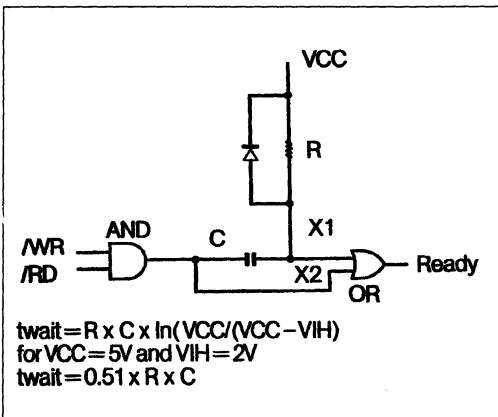 VCC
R
AND
C
X1
/WR
/RD
X2
Ready
OR
twait=R x C x ln( VCC/(VCC-VIH)
for VCC=5V and VIH=2V
twait=0.51 x R x C